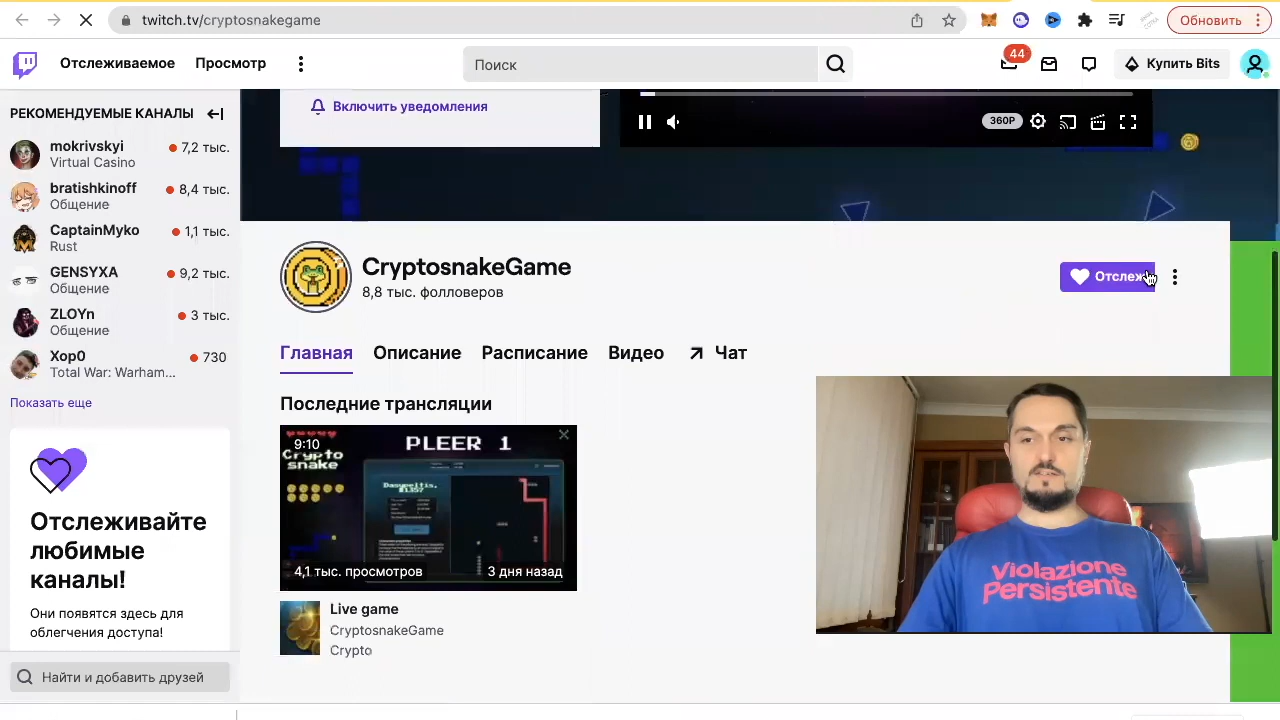 twitch.tv/cryptosnakegame
Обновить
Отслеживаемое
Просмотр
Поиск
44
Купить Bits
РЕКОМЕНДУЕМЫЕ КАНАЛЫ
mokrivskyi
7,2 тыс.
Virtual Casino
bratishkinoff
8,4 тыс.
Общение
CaptainMyko
1,1 тыс.
Rust
GENSYXA
9,2 тыс.
Общение
ZLOYn
3 тыс.
Общение
Xop0
730
Total War: Warham...
Показать еще
Отслеживайте
любимые
каналы!
Они появятся здесь для
облегчения доступа!
Найти и добавить друзей
Включить уведомления
360P
CryptosnakeGame
8,8 тыс. фолловеров
Отслеж
Главная
Описание
Расписание
Видео
Чат
Последние трансляции
9:10
PLEER 1
Crypto
snake
4,1 тыс. просмотров
3 дня назад
Live game
CryptosnakeGame
Crypto
Violazione
Persistente